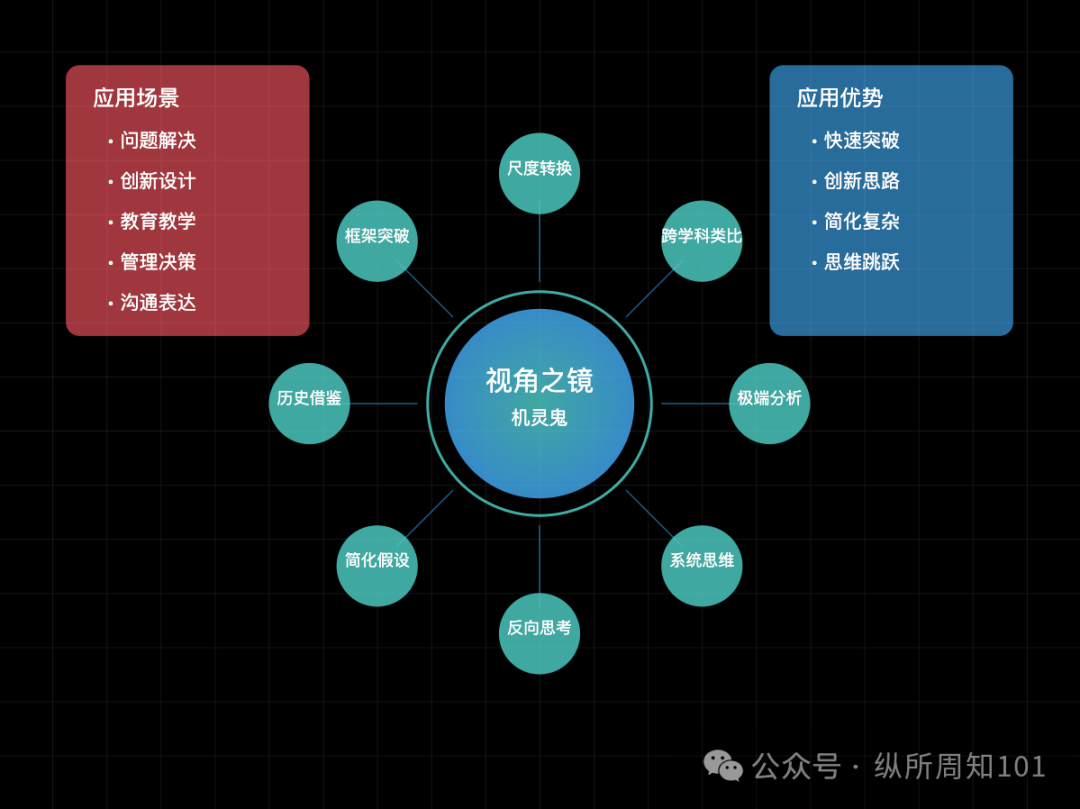 应用场景
• 问题解决
• 创新设计
• 教育教学
• 管理决策
• 沟通表达
应用优势
• 快速突破
• 创新思路
• 简化复杂
• 思维跳跃
尺度转换
框架突破
跨学科类比
视角之镜
机灵鬼
历史借鉴
极端分析
简化假设
系统思维
反向思考
公众号 · 纵所周知101